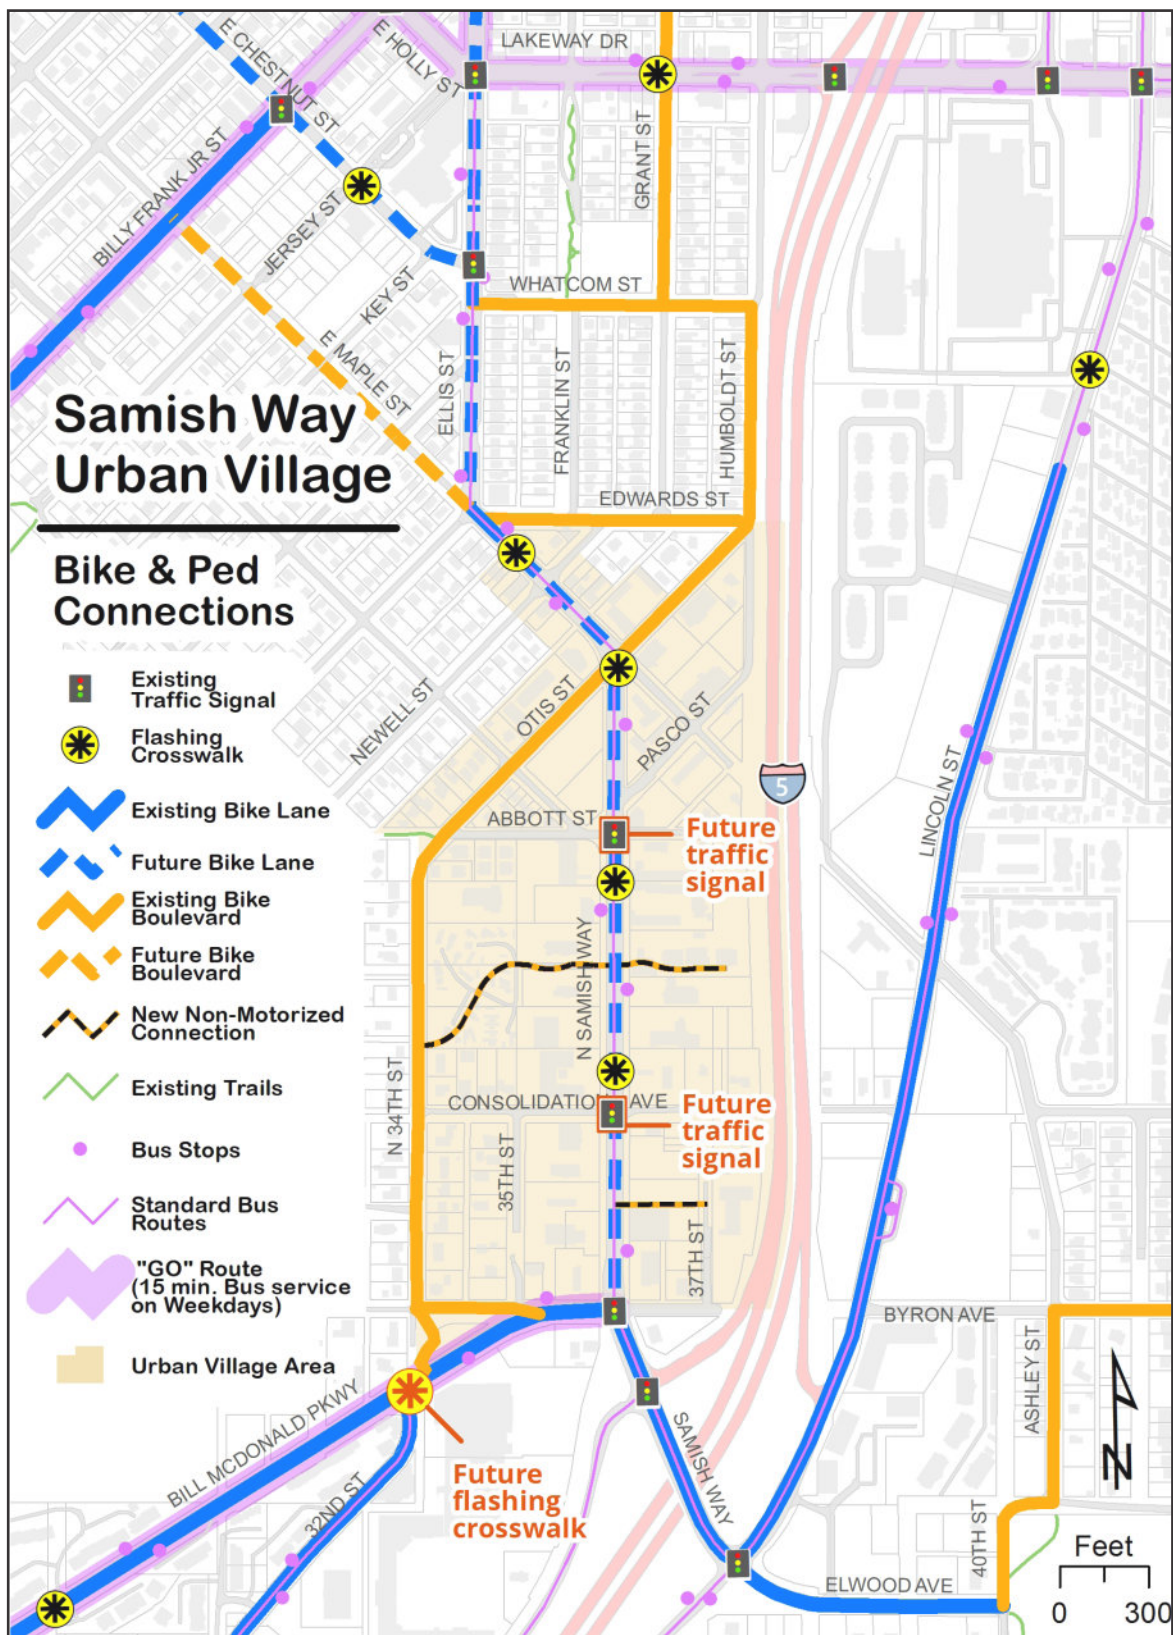 LAKEWAY DR
E CHESTNUT ST
E HOLLY ST
BILLY FRANK JR ST
JERSEY ST
KEY ST
GRANT ST
WHATCOM ST
E MAPLE ST
ELLIS ST
FRANKLIN ST
HUMBOLDT ST
EDWARDS ST
Samish Way
Urban Village
Bike & Ped
Connections
Existing
Traffic Signal
Flashing
Crosswalk
Existing Bike Lane
Future Bike Lane
Existing Bike
Boulevard
Future Bike
Boulevard
New Non-Motorized
Connection
Existing Trails
Bus Stops
Standard Bus
Routes
"GO" Route
(15 min. Bus service
on Weekdays)
Urban Village Area
NEWELL ST
OTIS ST
PASCO ST
5
LINCOLN ST
ABBOTT ST
Future
traffic
signal
N SAMISH WAY
N 34TH ST
CONSOLIDATION AVE
Future
traffic
signal
35TH ST
37TH ST
BYRON AVE
ASHLEY ST
BILL MCDONALD PKWY
32ND ST
Future
flashing
crosswalk
SAMISH WAY
40TH ST
ELWOOD AVE
N
Feet
0 300